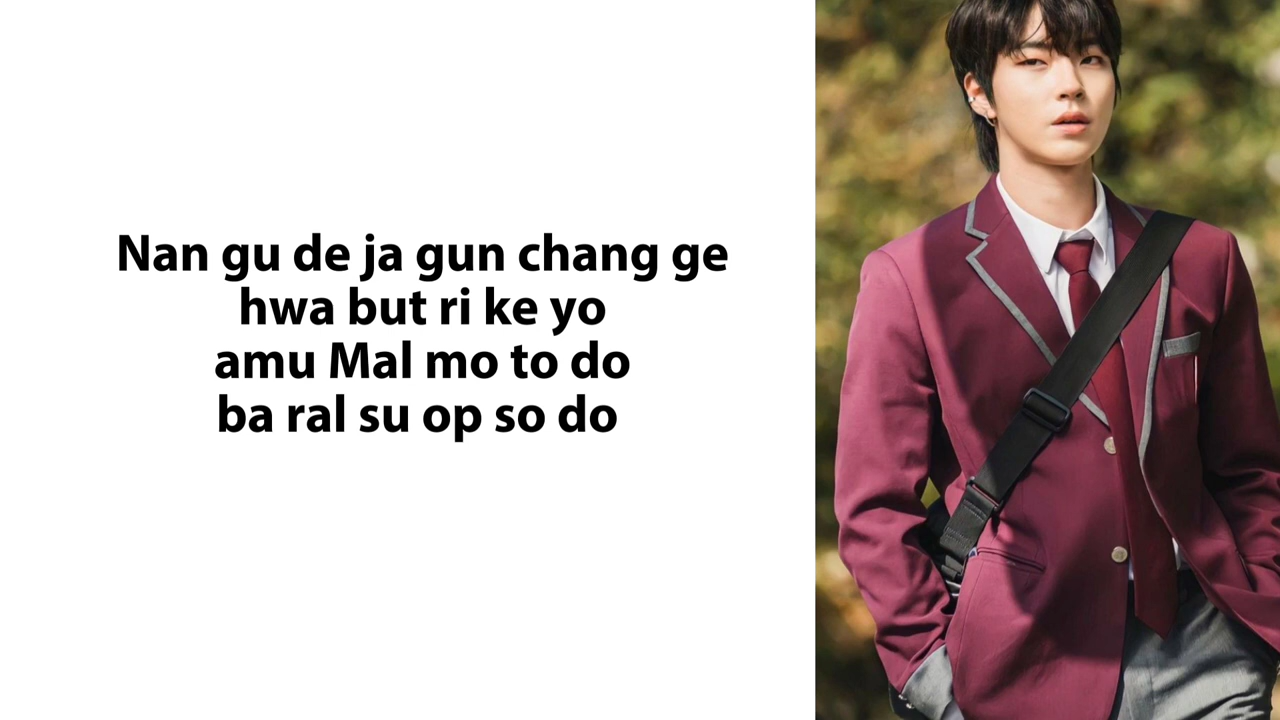 Nan gu de ja gun chang ge
hwa but ri ke yo
amu Mal mo to do
ba ral su op so do